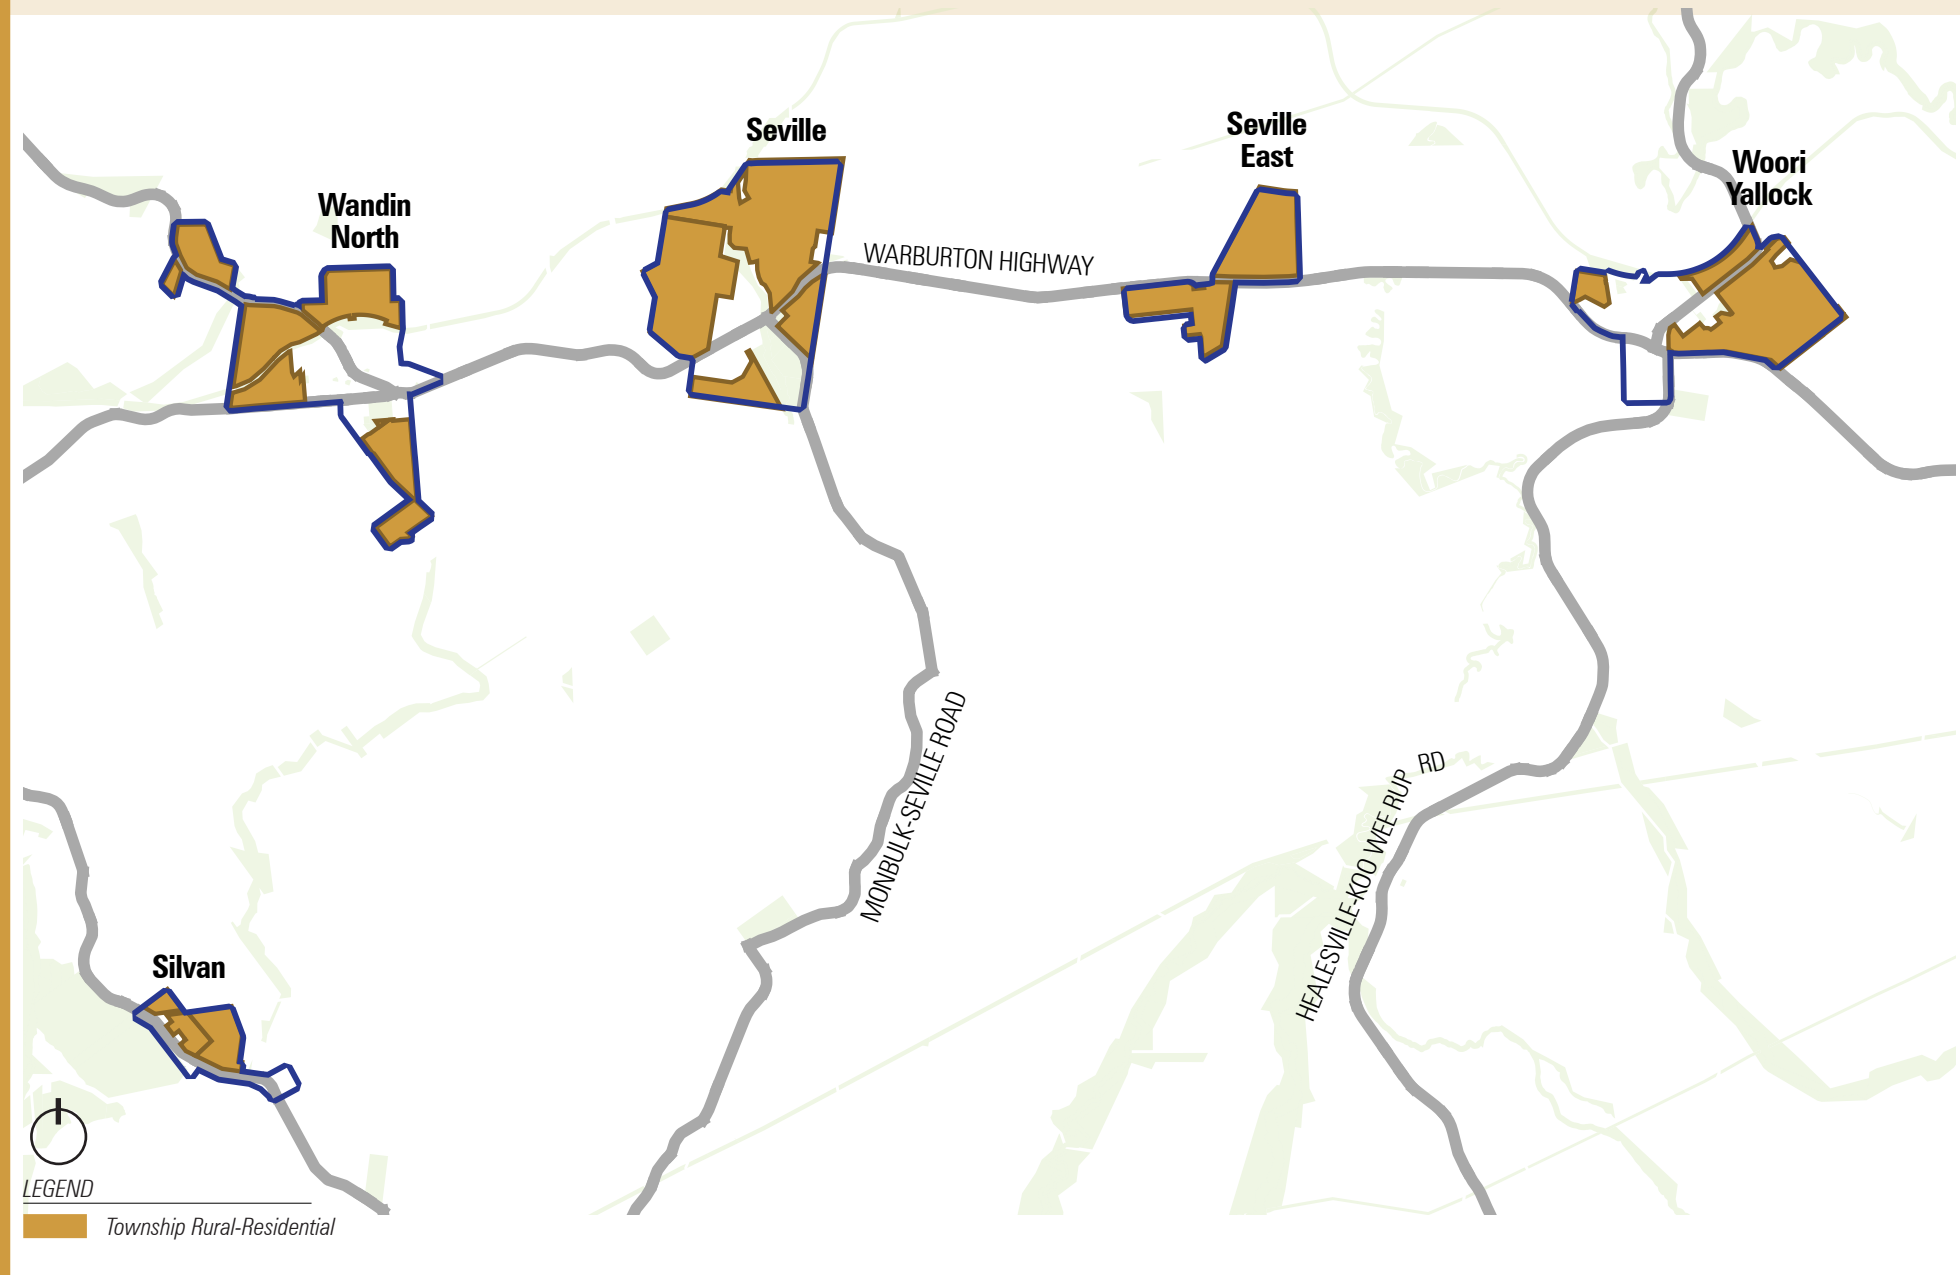 Seville
Seville
East
Woori
Yallock
Wandin
North
WARBURTON HIGHWAY
MONBULK-SEVILLE ROAD
HEALESVILLE-KOO WEE RUP RD
Silvan
LEGEND
Township Rural-Residential